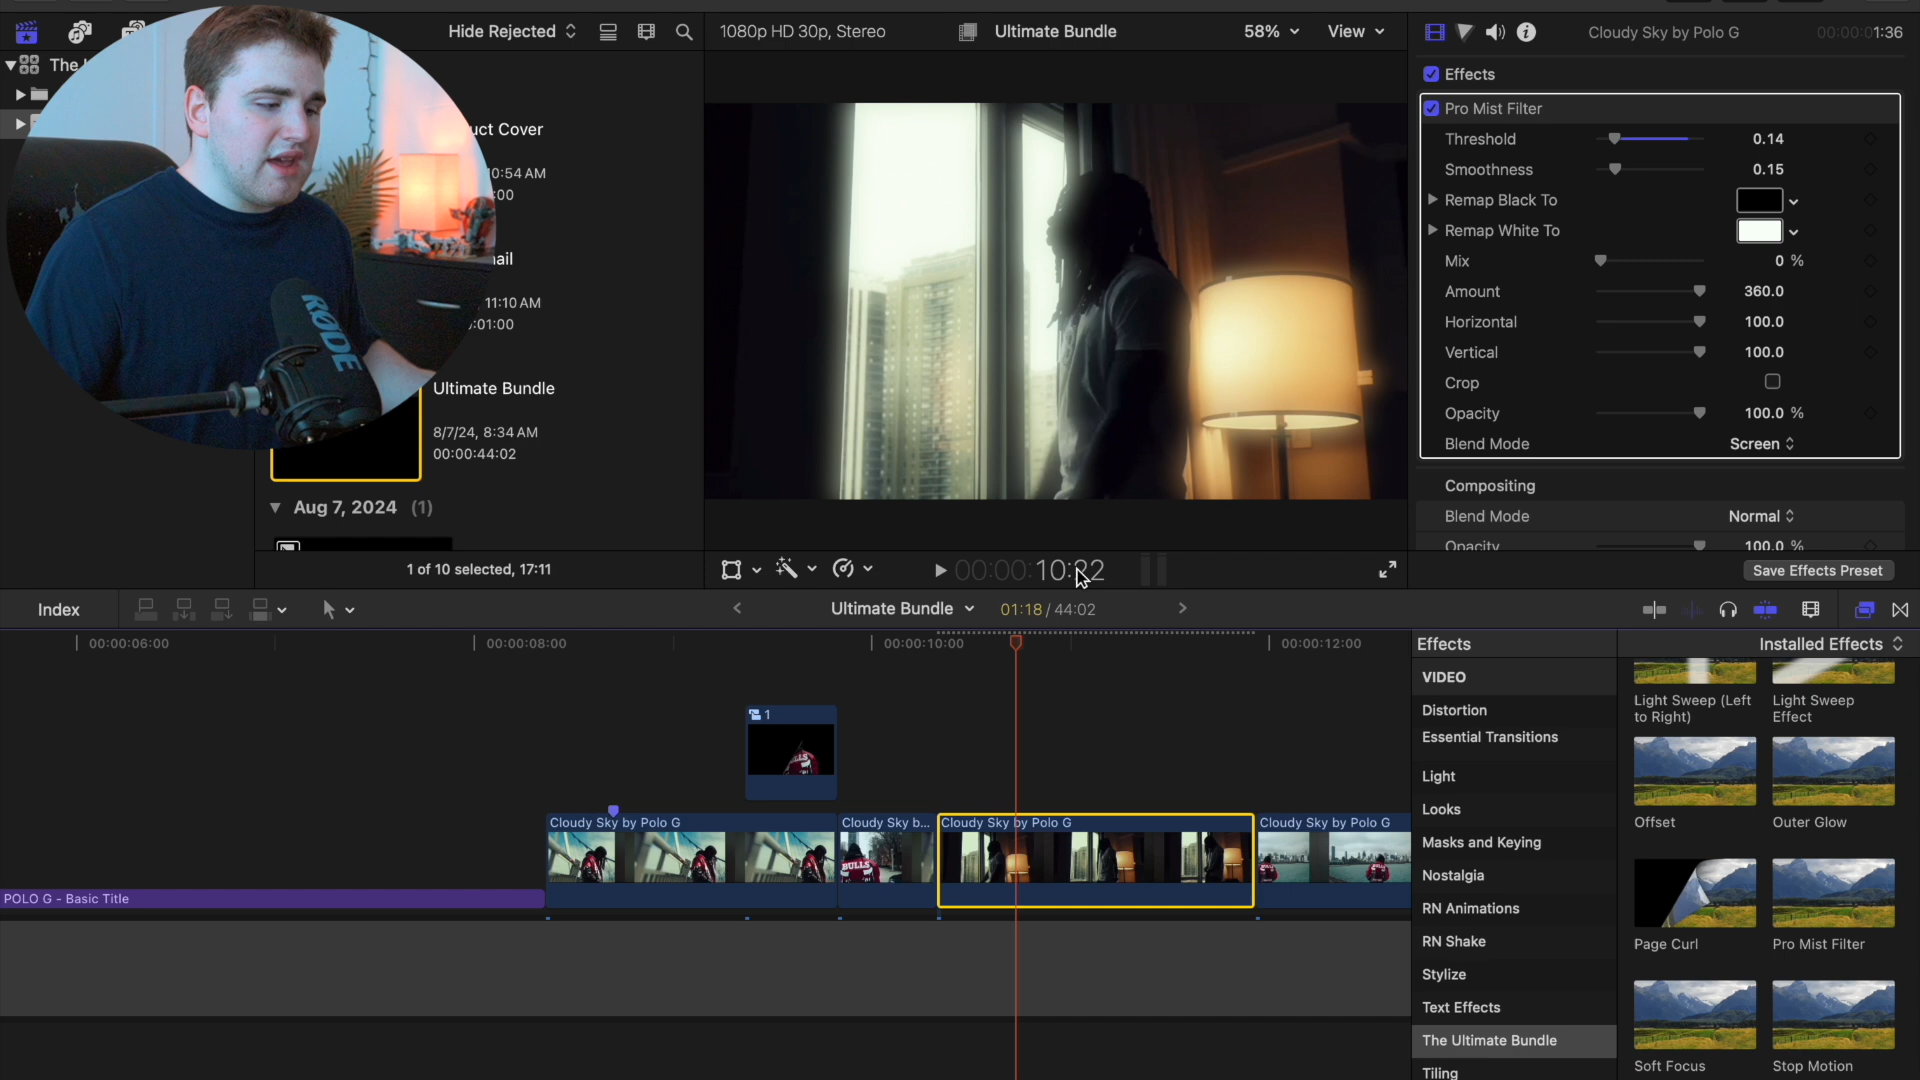 Hide Rejected
1080p HD 30p, Stereo
Ultimate Bundle
58%
View
Cloudy Sky by Polo G
00:00:01:36
The
uct Cover
0:54 AM
:00
ail
11:10 AM
:01:00
Ultimate Bundle
8/7/24, 8:34 AM
00:00:44:02
Aug 7, 2024 (1)
1 of 10 selected, 17:11
RØDE
Effects
Pro Mist Filter
Threshold 0.14
Smoothness 0.15
Remap Black To
Remap White To
Mix 0 %
Amount 360.0
Horizontal 100.0
Vertical 100.0
Crop
Opacity 100.0 %
Blend Mode Screen
Compositing
Blend Mode Normal
Opacity 100.0 %
Save Effects Preset
00:00:10:22
Index
Ultimate Bundle
01:18 / 44:02
00:00:06:00
00:00:08:00
00:00:10:00
00:00:12:00
1
Cloudy Sky by Polo G
Cloudy Sky b...
Cloudy Sky by Polo G
Cloudy Sky by Polo G
BULLS
POLO G - Basic Title
Effects
Installed Effects
VIDEO
Distortion
Essential Transitions
Light
Looks
Masks and Keying
Nostalgia
RN Animations
RN Shake
Stylize
Text Effects
The Ultimate Bundle
Tiling
Light Sweep (Left
to Right)
Light Sweep
Effect
Offset
Outer Glow
Page Curl
Pro Mist Filter
Soft Focus
Stop Motion